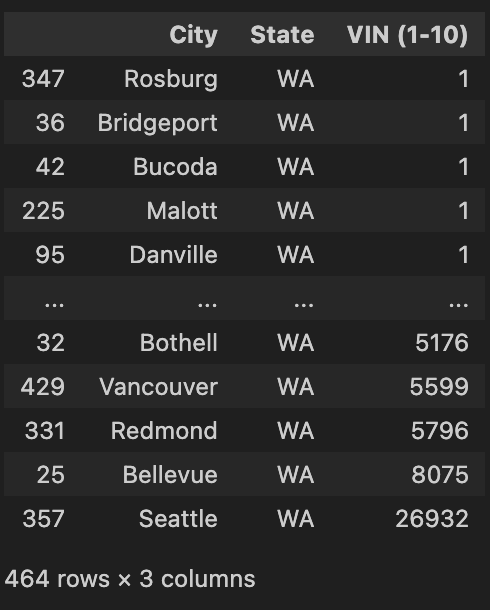 City State VIN (1-10)
347 Rosburg WA 1
36 Bridgeport WA 1
42 Bucoda WA 1
225 Malott WA 1
95 Danville WA 1
... ... ... ...
32 Bothell WA 5176
429 Vancouver WA 5599
331 Redmond WA 5796
25 Bellevue WA 8075
357 Seattle WA 26932
464 rows × 3 columns